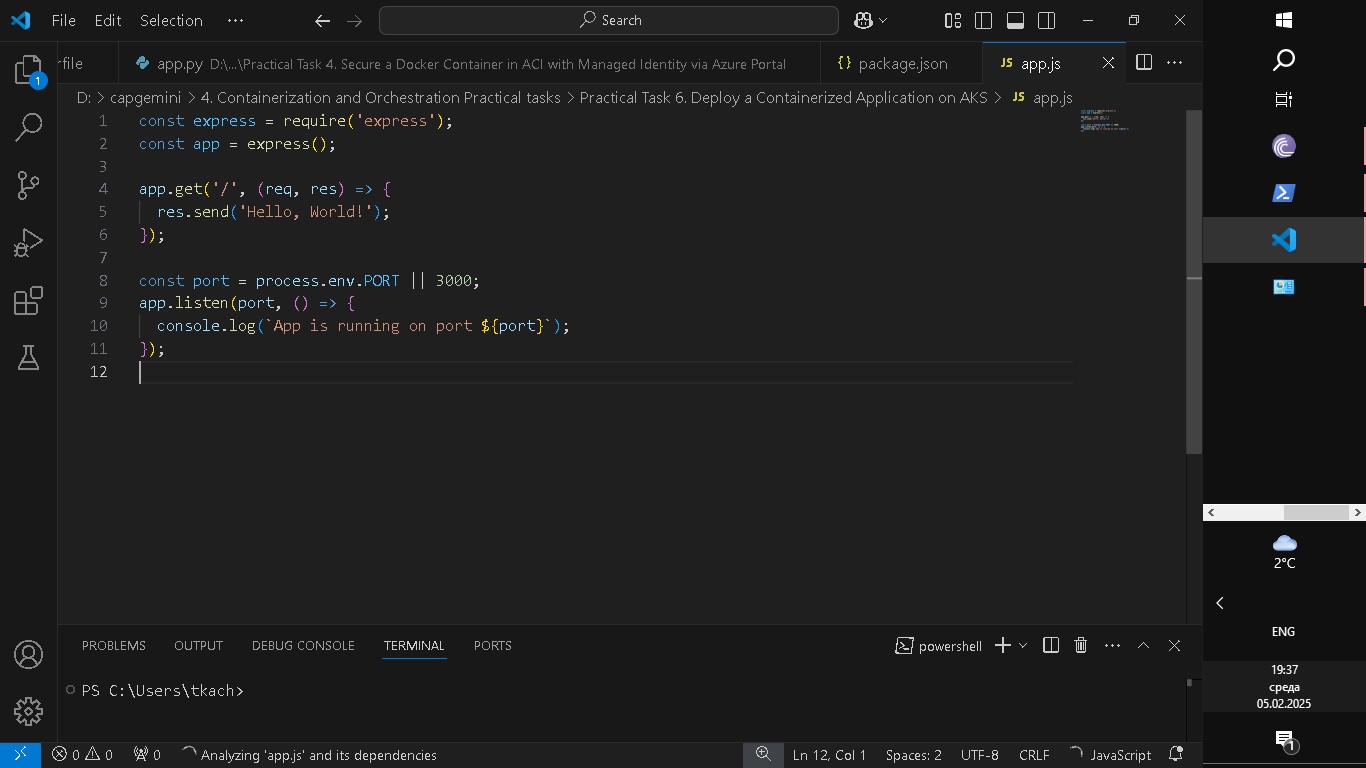 File Edit Selection ··· Search
rfile app.py D:\...\Practical Task 4. Secure a Docker Container in ACI with Managed Identity via Azure Portal {} package.json JS app.js
D: > capgemini > 4. Containerization and Orchestration Practical tasks > Practical Task 6. Deploy a Containerized Application on AKS > JS app.js
1 const express = require('express');
2 const app = express();
3
4 app.get('/', (req, res) => {
5 res.send('Hello, World!');
6 });
7
8 const port = process.env.PORT || 3000;
9 app.listen(port, () => {
10 console.log(`App is running on port ${port}`);
11 });
12
1
PROBLEMS OUTPUT DEBUG CONSOLE TERMINAL PORTS powershell
PS C:\Users\tkach>
0 0 0 Analyzing 'app.js' and its dependencies Ln 12, Col 1 Spaces: 2 UTF-8 CRLF JavaScript
2°C
ENG
19:37
среда
05.02.2025
1